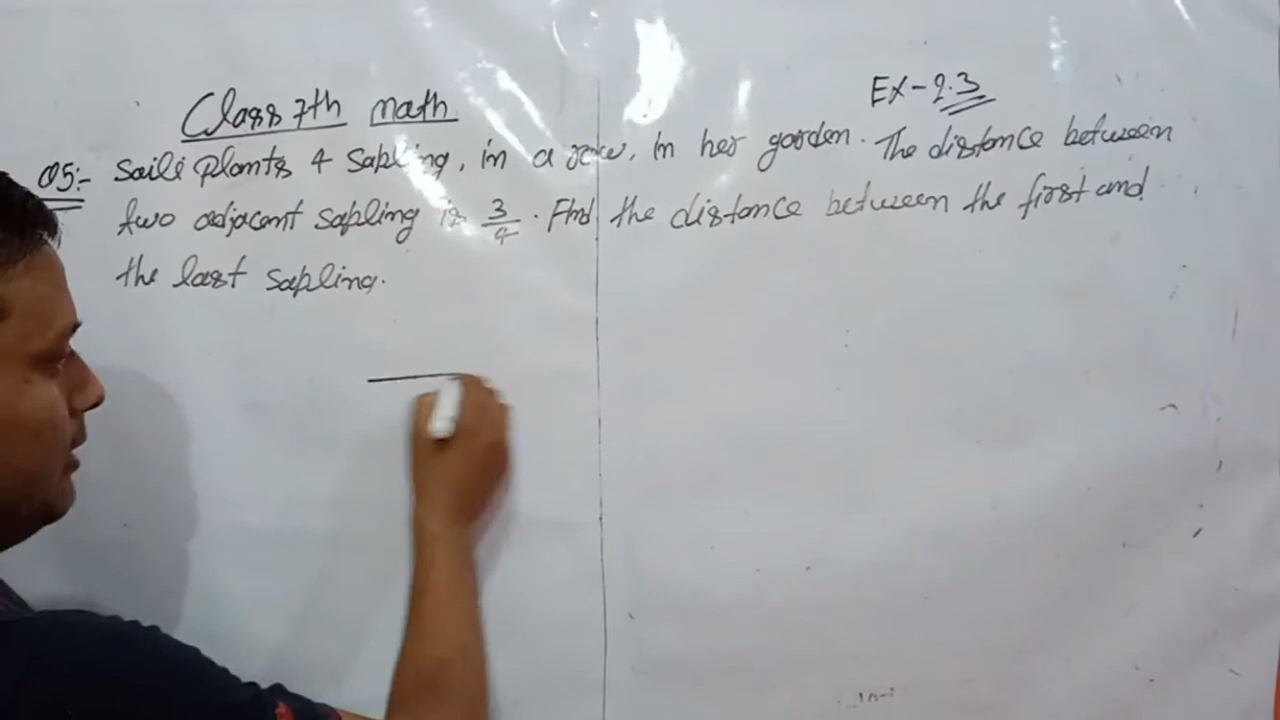 Class 7th math
Ex-2.3
Q5:- Saili plants 4 sapling, in a row, in her garden. The distance between
two adjacent sapling is 3/4. Find the distance between the first and
the last sapling.